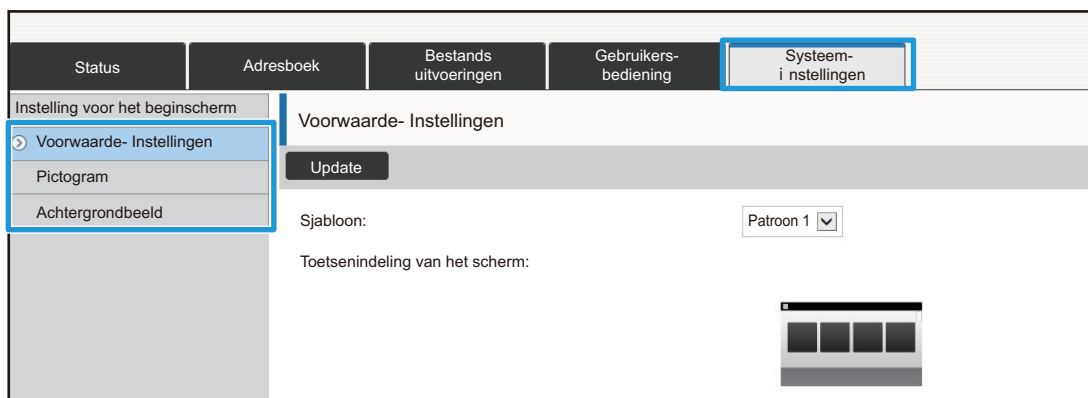 Status
Adresboek
Bestands
uitvoeringen
Gebruikers-
bediening
Systeem-
i nstellingen
Instelling voor het beginscherm
Voorwaarde- Instellingen
Pictogram
Achtergrondbeeld
Voorwaarde- Instellingen
Update
Sjabloon:
Patroon 1
Toetsenindeling van het scherm: